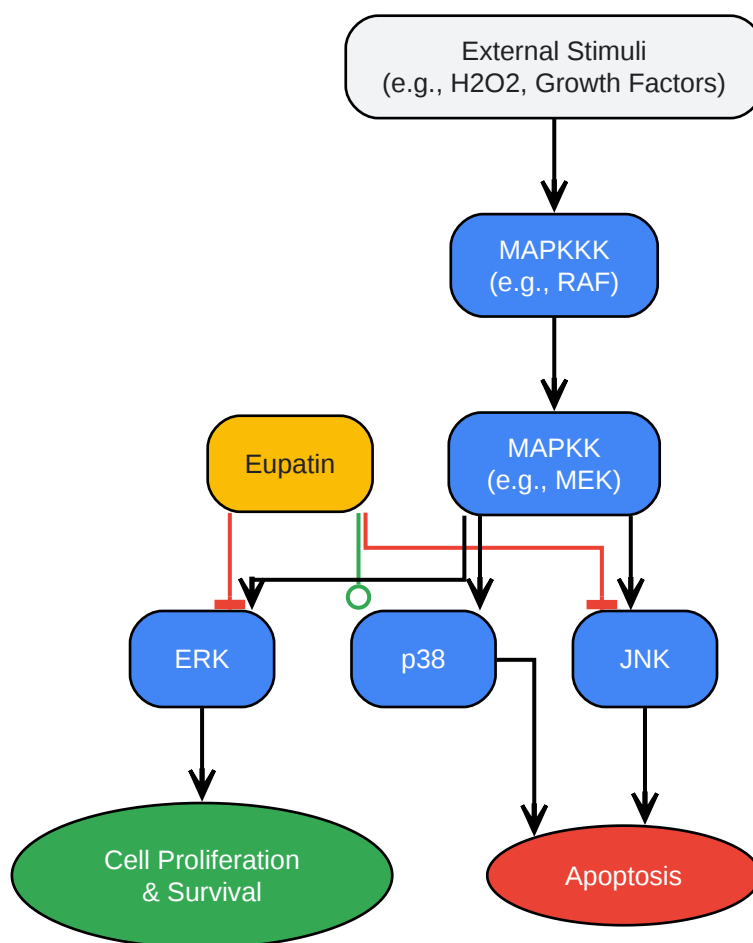 External Stimuli
(e.g., H2O2, Growth Factors)
MAPKKK
(e.g., RAF)
Eupatin
MAPKK
(e.g., MEK)
ERK
p38
JNK
Cell Proliferation
& Survival
Apoptosis